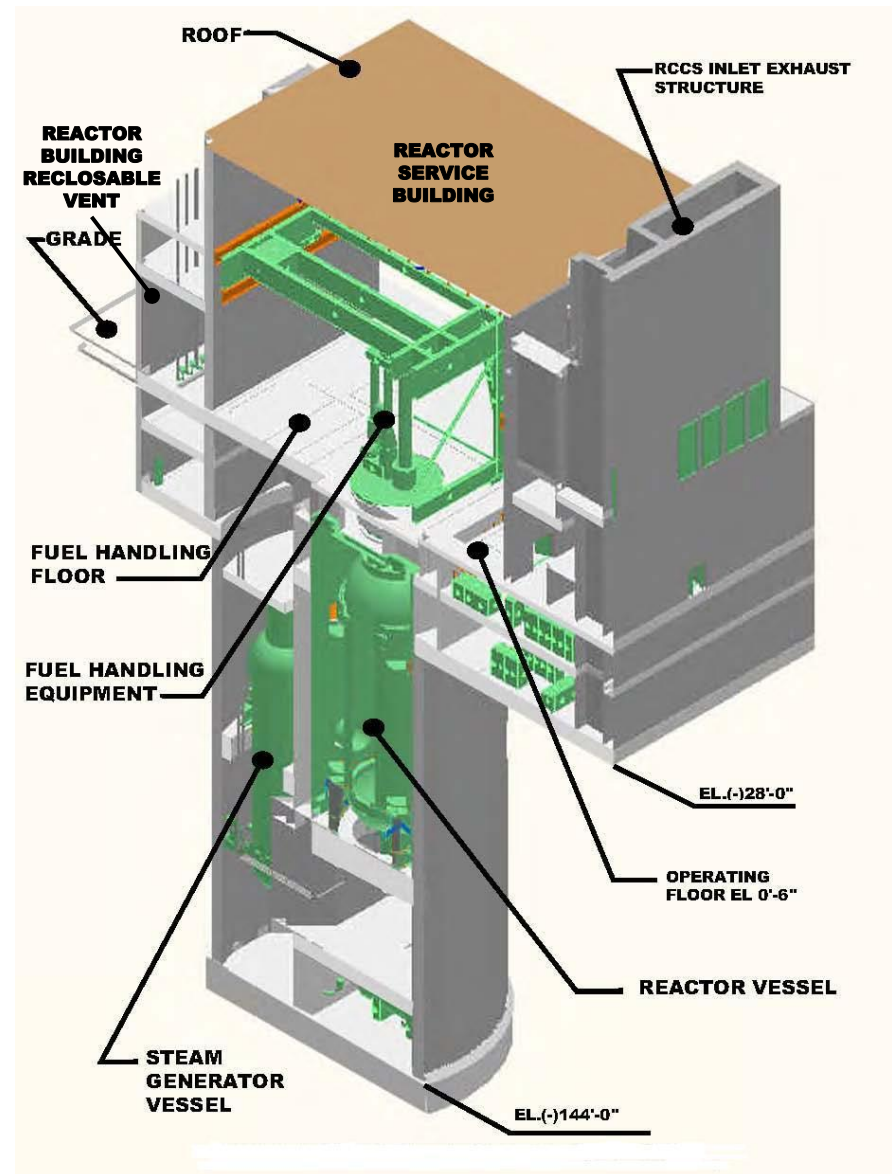 ROOF
RCCS INLET EXHAUST
STRUCTURE
REACTOR
BUILDING
RECLOSABLE
VENT
REACTOR
SERVICE
BUILDING
GRADE
FUEL HANDLING
FLOOR
FUEL HANDLING
EQUIPMENT
EL.(-)28'-0"
OPERATING
FLOOR EL 0'-6"
REACTOR VESSEL
STEAM
GENERATOR
VESSEL
EL.(-)144'-0"